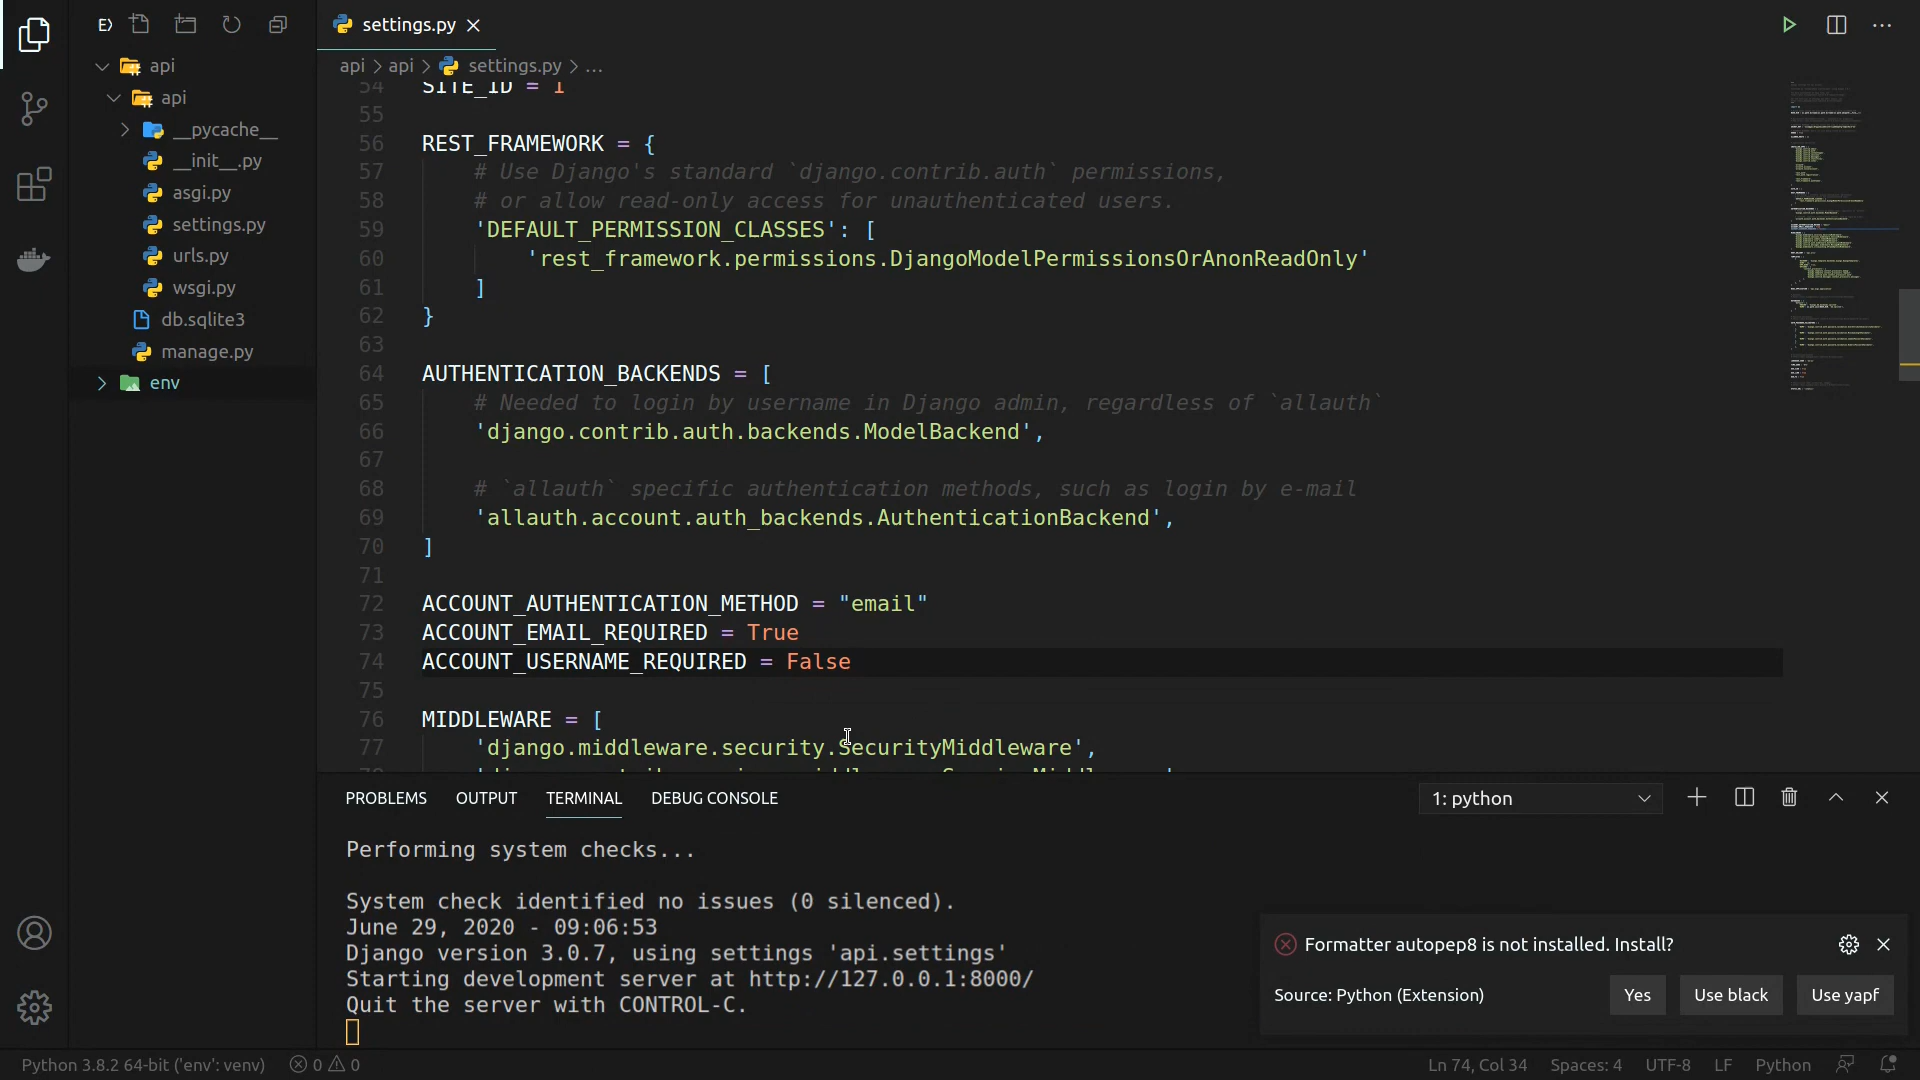 EX
settings.py
api
api
__pycache__
__init__.py
asgi.py
settings.py
urls.py
wsgi.py
db.sqlite3
manage.py
env
api > api > settings.py > ...
54 SITE_ID = 1
55
56 REST_FRAMEWORK = {
57 # Use Django's standard `django.contrib.auth` permissions,
58 # or allow read-only access for unauthenticated users.
59 'DEFAULT_PERMISSION_CLASSES': [
60 'rest_framework.permissions.DjangoModelPermissionsOrAnonReadOnly'
61 ]
62 }
63
64 AUTHENTICATION_BACKENDS = [
65 # Needed to login by username in Django admin, regardless of `allauth`
66 'django.contrib.auth.backends.ModelBackend',
67
68 # `allauth` specific authentication methods, such as login by e-mail
69 'allauth.account.auth_backends.AuthenticationBackend',
70 ]
71
72 ACCOUNT_AUTHENTICATION_METHOD = "email"
73 ACCOUNT_EMAIL_REQUIRED = True
74 ACCOUNT_USERNAME_REQUIRED = False
75
76 MIDDLEWARE = [
77 'django.middleware.security.SecurityMiddleware',
PROBLEMS OUTPUT TERMINAL DEBUG CONSOLE 1: python
Performing system checks...
System check identified no issues (0 silenced).
June 29, 2020 - 09:06:53
Django version 3.0.7, using settings 'api.settings'
Starting development server at http://127.0.0.1:8000/
Quit the server with CONTROL-C.
Formatter autopep8 is not installed. Install?
Source: Python (Extension) Yes Use black Use yapf
Python 3.8.2 64-bit ('env': venv) 0 0 Ln 74, Col 34 Spaces: 4 UTF-8 LF Python